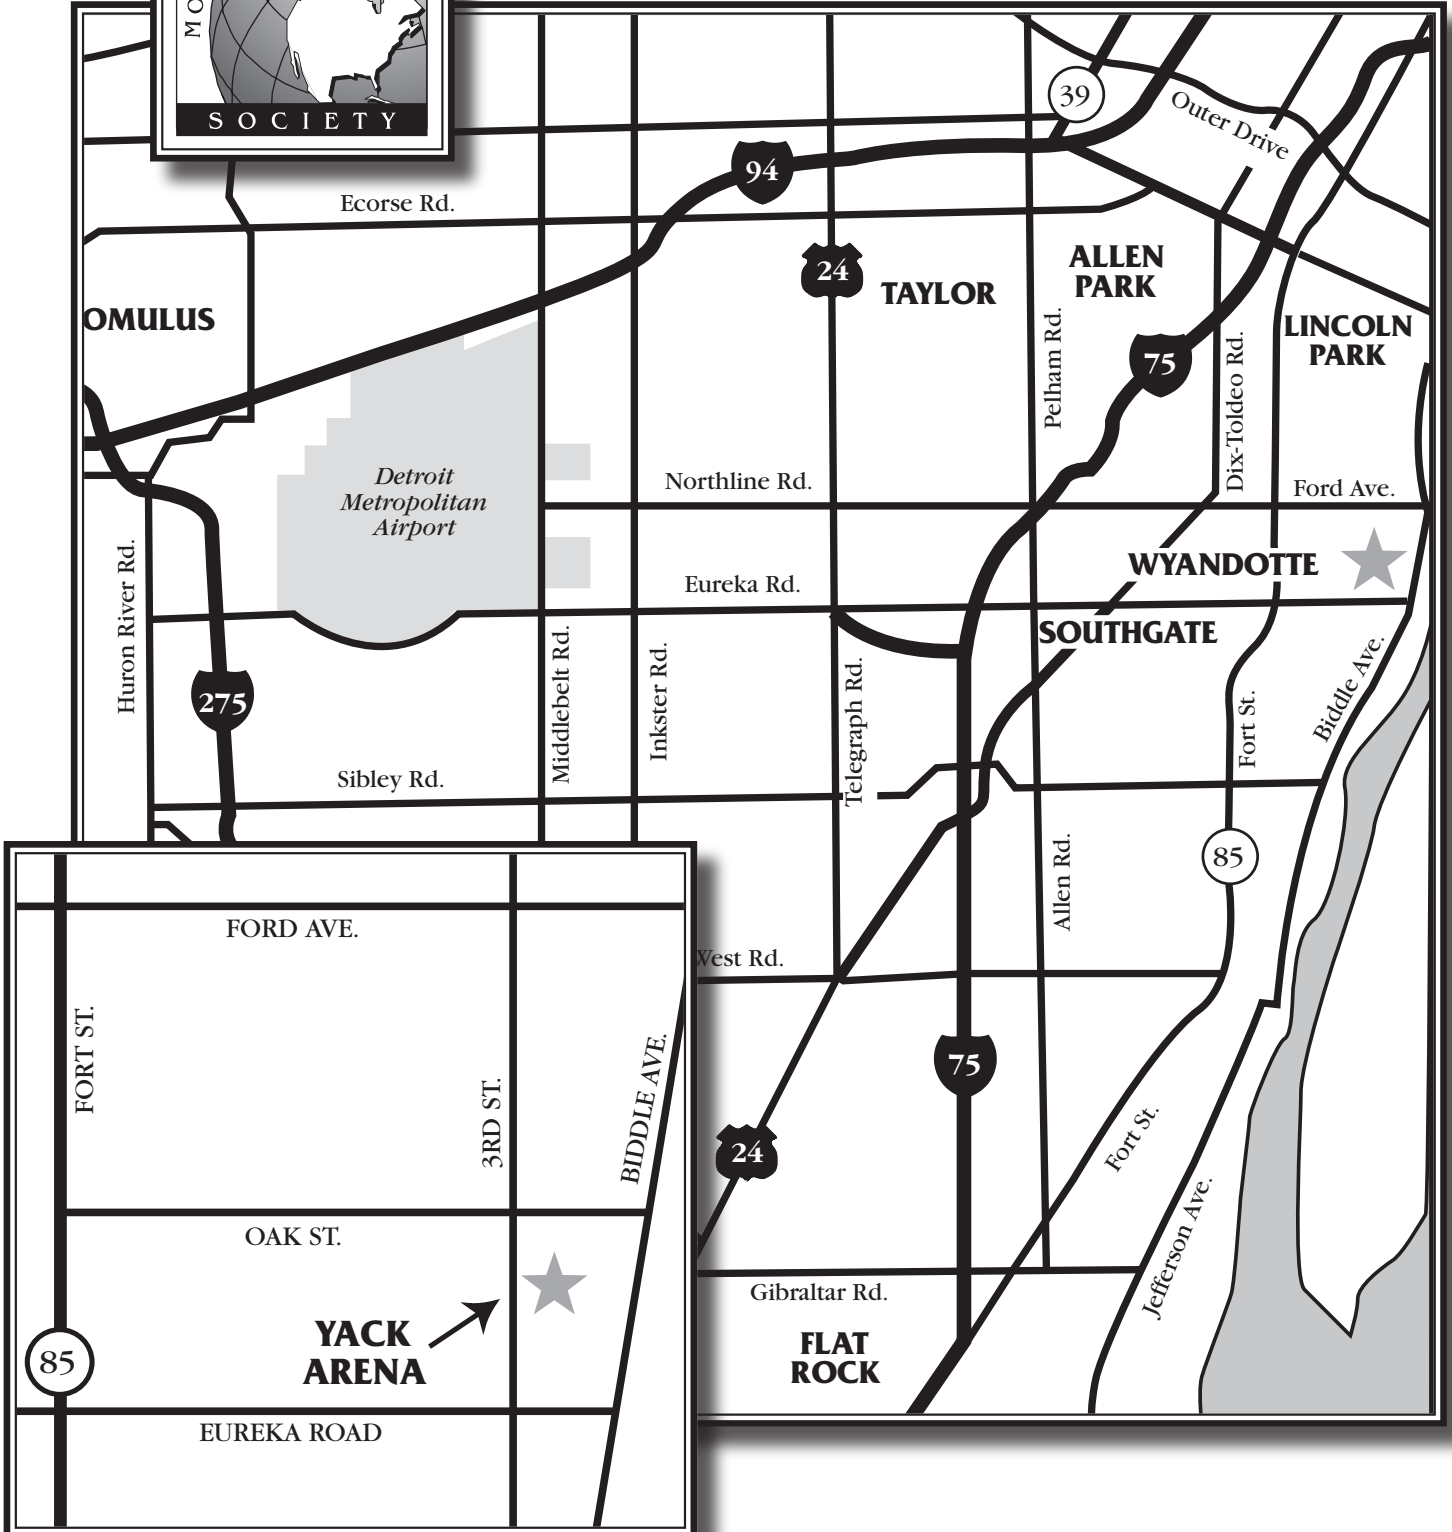 MO
SOCIETY
39
Outer Drive
94
Ecorse Rd.
24
TAYLOR
ALLEN
PARK
OMULUS
LINCOLN
PARK
75
Pelham Rd.
Dix-Toldeo Rd.
Detroit
Metropolitan
Airport
Northline Rd.
Ford Ave.
Huron River Rd.
WYANDOTTE
Eureka Rd.
SOUTHGATE
275
Middlebelt Rd.
Inkster Rd.
Telegraph Rd.
Fort St.
Biddle Ave.
Sibley Rd.
85
Allen Rd.
West Rd.
75
24
Fort St.
Jefferson Ave.
Gibraltar Rd.
FLAT
ROCK
FORD AVE.
FORT ST.
3RD ST.
BIDDLE AVE.
OAK ST.
YACK
ARENA
85
EUREKA ROAD